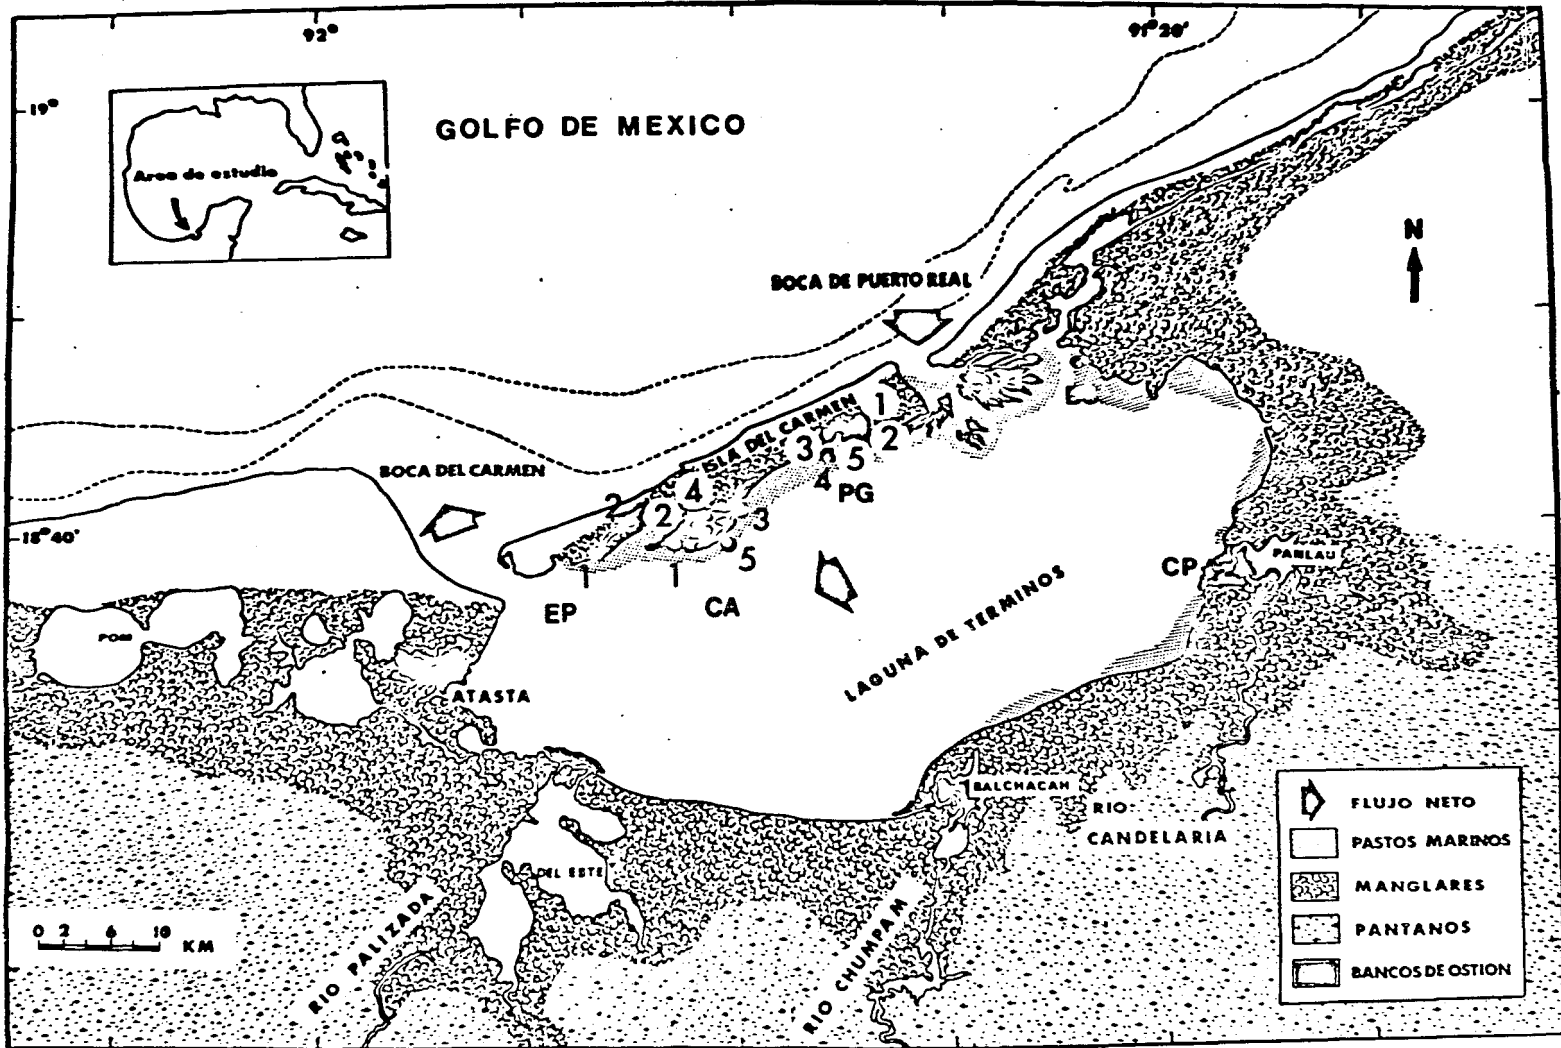 92°
91°20'
19°
GOLFO DE MEXICO
Area de estudio
N
BOCA DE PUERTO REAL
ISLA DEL CARMEN
1
2
3
5
4
PG
BOCA DEL CARMEN
2
4
2
3
5
1
1
18°40'
EP
CA
CP
PANLAU
LAGUNA DE TERMINOS
POM
ATASTA
BALCHACAH
RIO
CANDELARIA
DEL ESTE
RIO PALIZADA
RIO CHUMPAM
0 2 6 10 KM
FLUJO NETO
PASTOS MARINOS
MANGLARES
PANTANOS
BANCOS DE OSTION